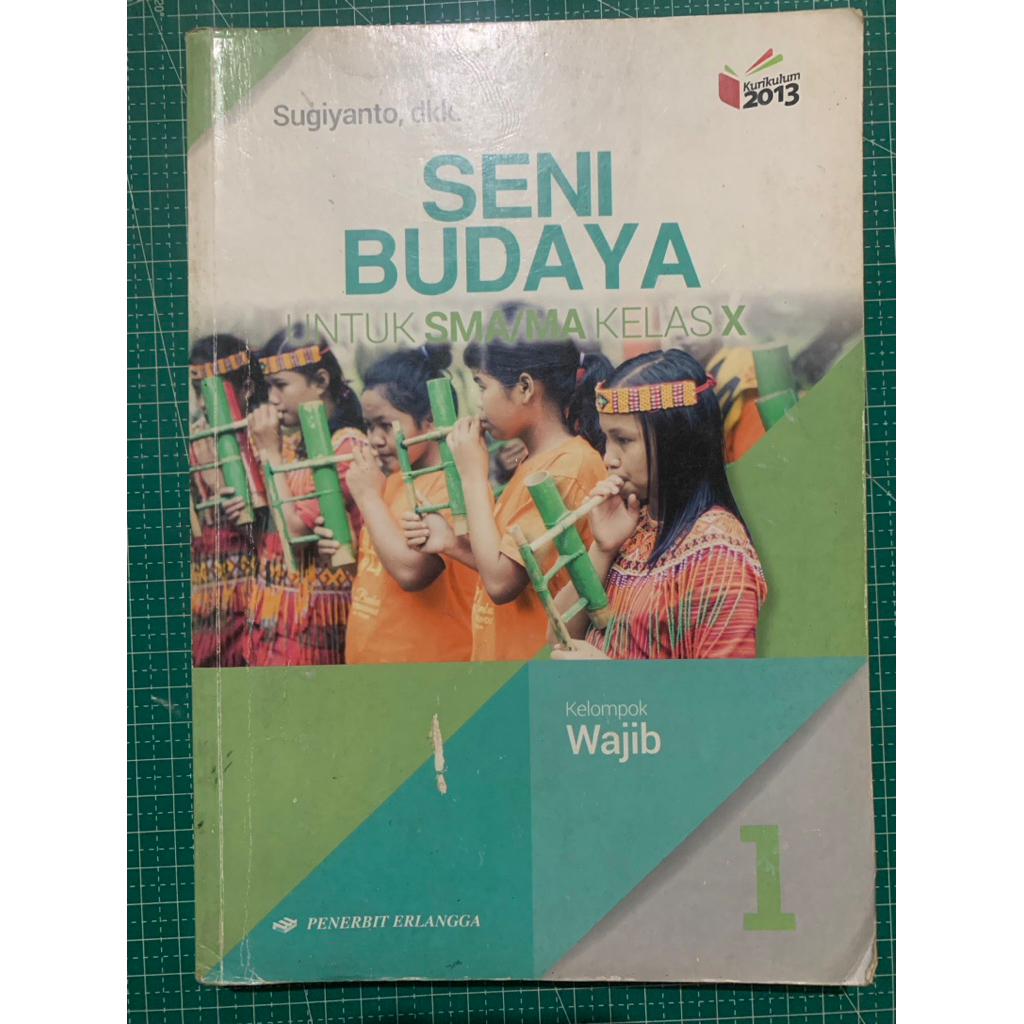 Kurikulum
2013
Sugiyanto, dkk.
SENI
BUDAYA
UNTUK SMA/MA KELAS X
Kelompok
Wajib
1
PENERBIT ERLANGGA